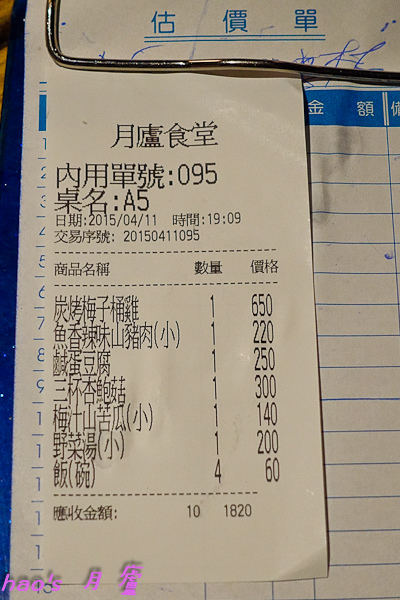 估價單
金額 備
月廬食堂
內用單號:095
桌名:A5
日期:2015/04/11 時間:19:09
交易序號: 20150411095
商品名稱 數量 價格
炭烤梅子桶雞 1 650
魚香辣味山豬肉(小) 1 220
鹹蛋豆腐 1 250
三杯杏鮑菇 1 300
梅汁山苦瓜(小) 1 140
野菜湯(小) 1 200
飯(碗) 4 60
應收金額: 10 1820
hao's 月廬